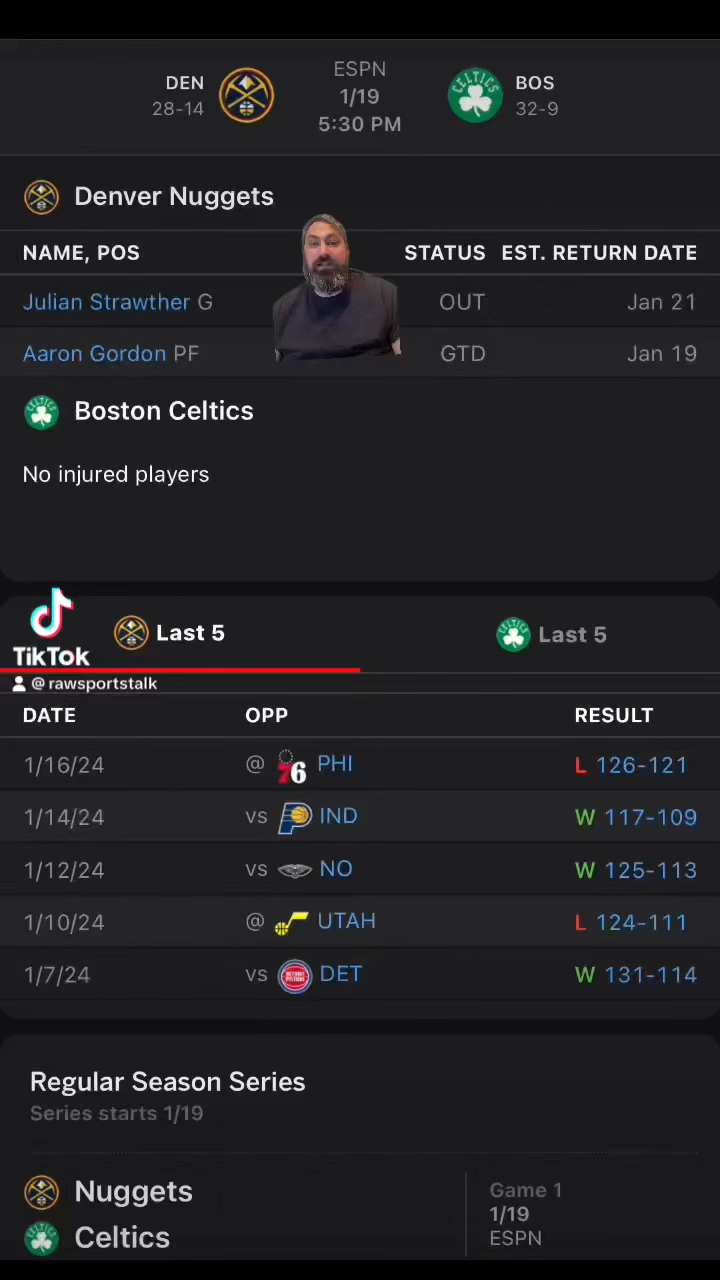 ESPN
DEN
28-14
1/19
5:30 PM
CELTICS
BOS
32-9
Denver Nuggets
NAME, POS STATUS EST. RETURN DATE
Julian Strawther G OUT Jan 21
Aaron Gordon PF GTD Jan 19
Boston Celtics
No injured players
Last 5
Last 5
TikTok
@rawsportstalk
DATE OPP RESULT
1/16/24 @ 76 PHI L 126-121
1/14/24 vs IND W 117-109
1/12/24 vs NO W 125-113
1/10/24 @ UTAH L 124-111
1/7/24 vs DET W 131-114
Regular Season Series
Series starts 1/19
Nuggets
Celtics
Game 1
1/19
ESPN